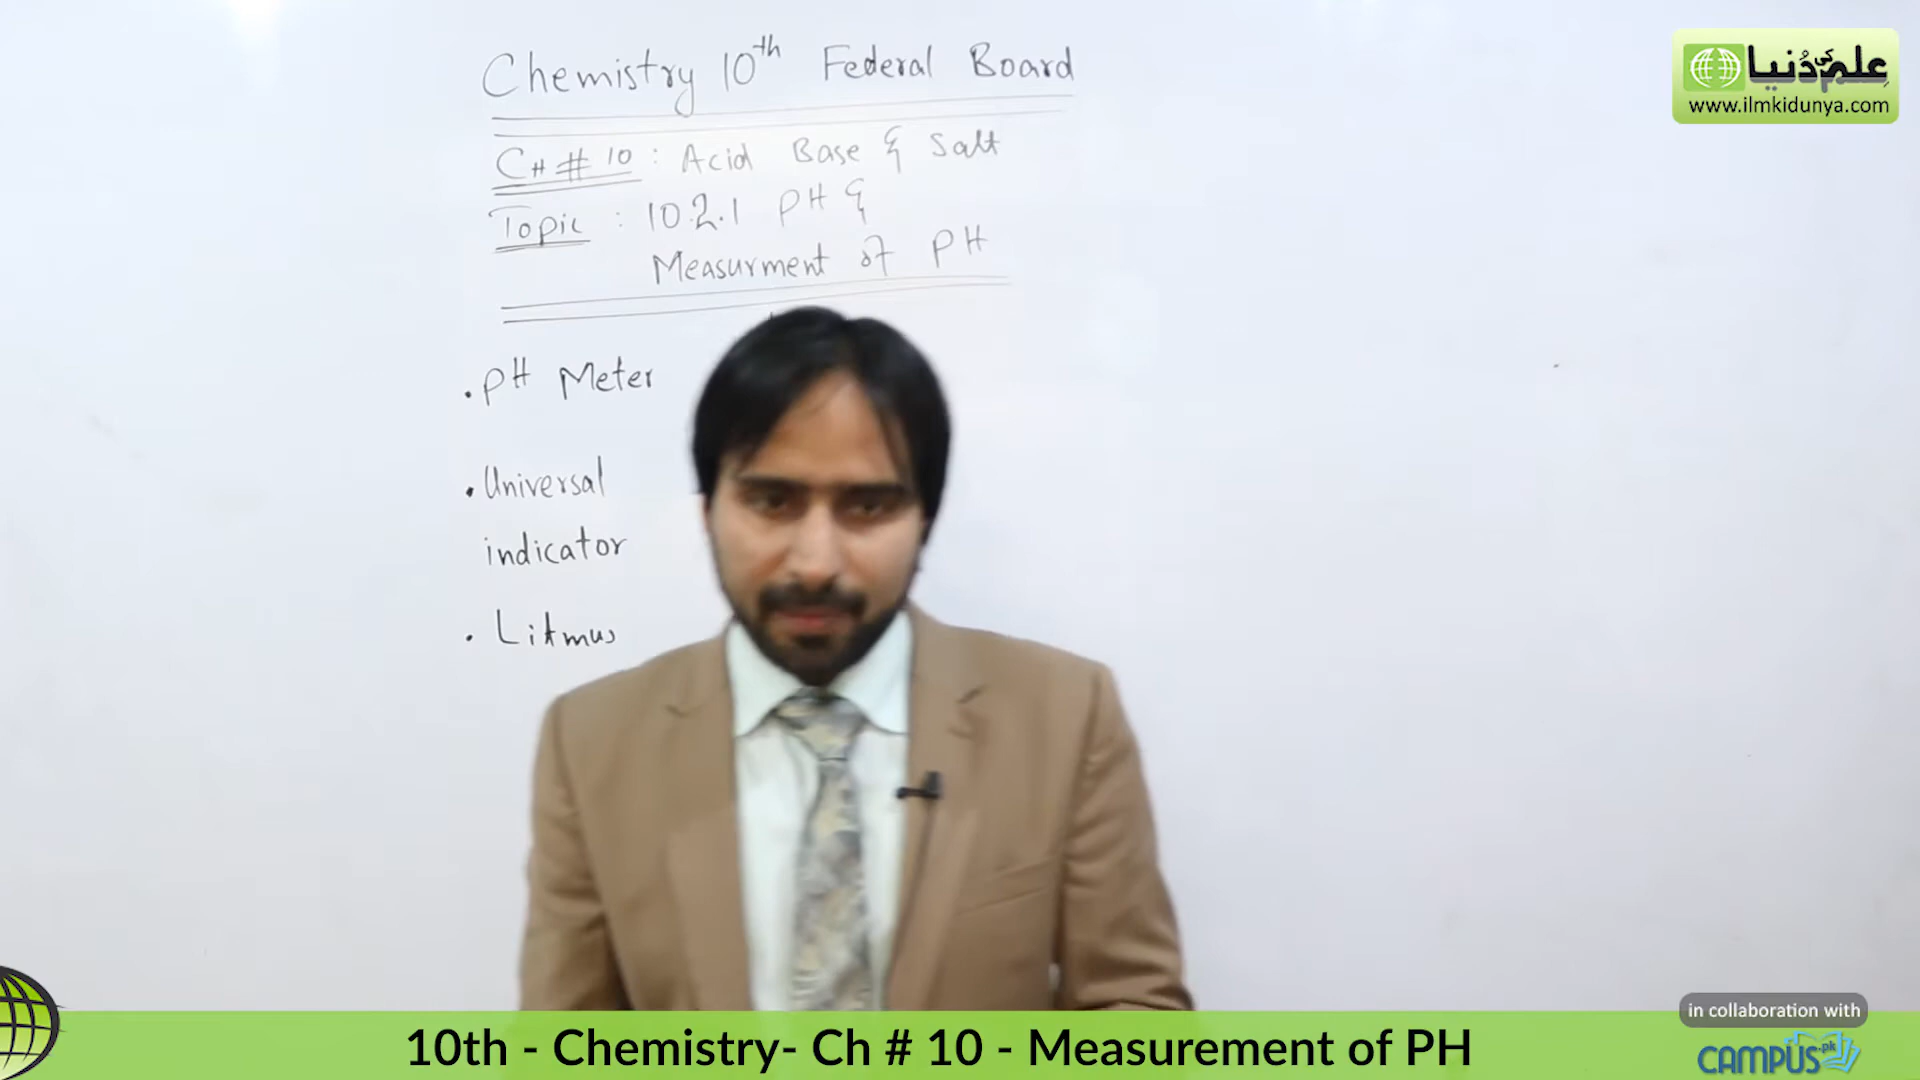 Chemistry 10th Federal Board
CH # 10 : Acid Base & Salt
Topic : 10.2.1 PH &
Measurment of PH
. PH Meter
. Universal
indicator
. Litmus
علم کی دُنیا
www.ilmkidunya.com
in collaboration with
CAMPUS.pk
10th - Chemistry- Ch # 10 - Measurement of PH